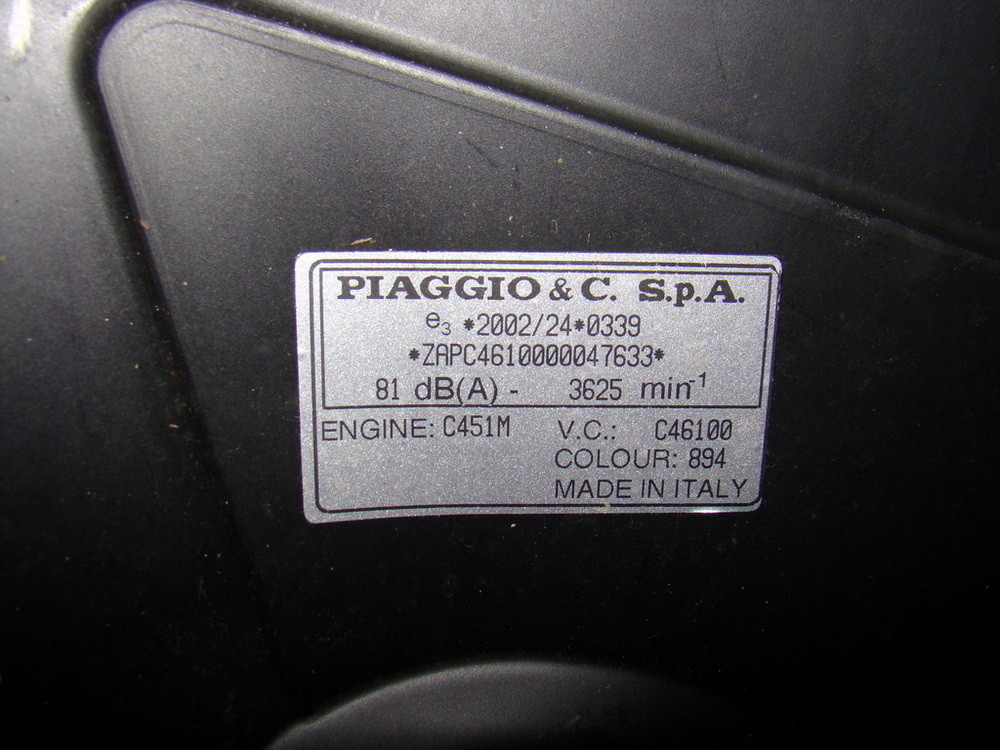 PIAGGIO & C. S.p.A.
e3 *2002/24*0339
*ZAPC4610000047633*
81 dB(A) - 3625 min-1
ENGINE: C451M V.C.: C46100
COLOUR: 894
MADE IN ITALY